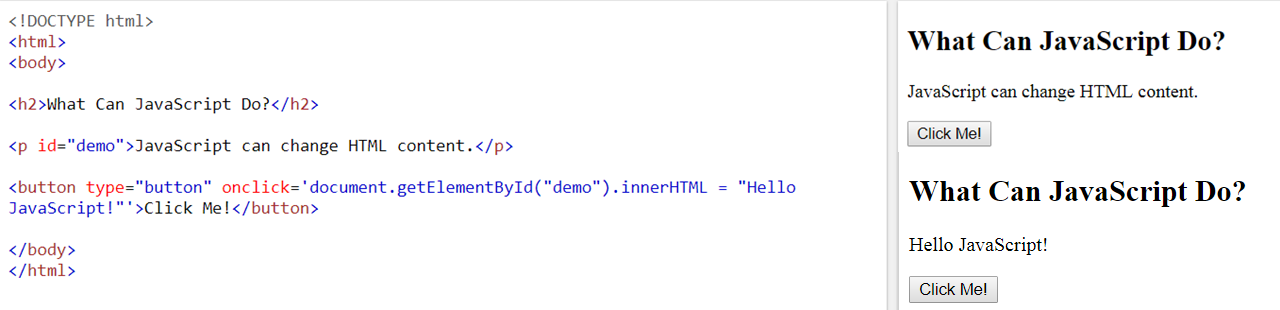 <!DOCTYPE html>
<html>
<body>
<h2>What Can JavaScript Do?</h2>
<p id="demo">JavaScript can change HTML content.</p>
<button type="button" onclick='document.getElementById("demo").innerHTML = "Hello
JavaScript!"'>Click Me!</button>
</body>
</html>
What Can JavaScript Do?
JavaScript can change HTML content.
Click Me!
What Can JavaScript Do?
Hello JavaScript!
Click Me!